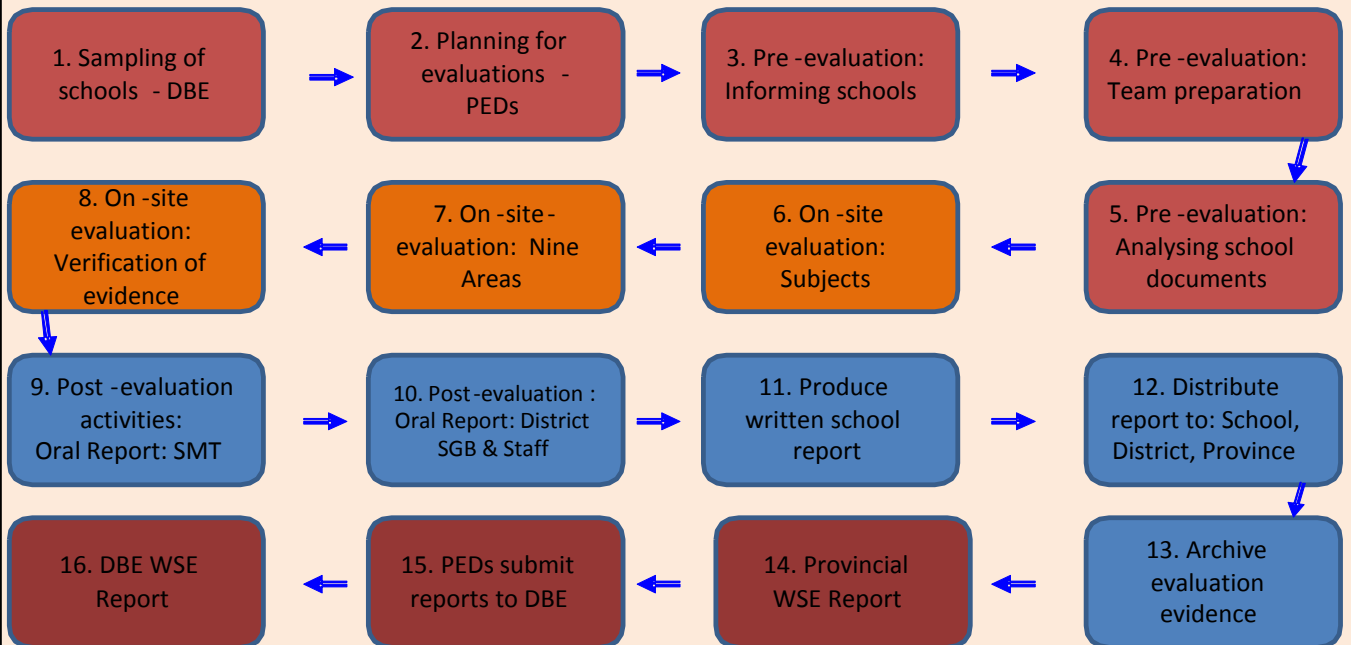 1. Sampling of
schools - DBE
2. Planning for
evaluations -
PEDs
3. Pre -evaluation:
Informing schools
4. Pre -evaluation:
Team preparation
5. Pre -evaluation:
Analysing school
documents
6. On -site
evaluation:
Subjects
7. On -site -
evaluation: Nine
Areas
8. On -site
evaluation:
Verification of
evidence
9. Post -evaluation
activities:
Oral Report: SMT
10. Post-evaluation :
Oral Report: District
SGB & Staff
11. Produce
written school
report
12. Distribute
report to: School,
District, Province
13. Archive
evaluation
evidence
14. Provincial
WSE Report
15. PEDs submit
reports to DBE
16. DBE WSE
Report